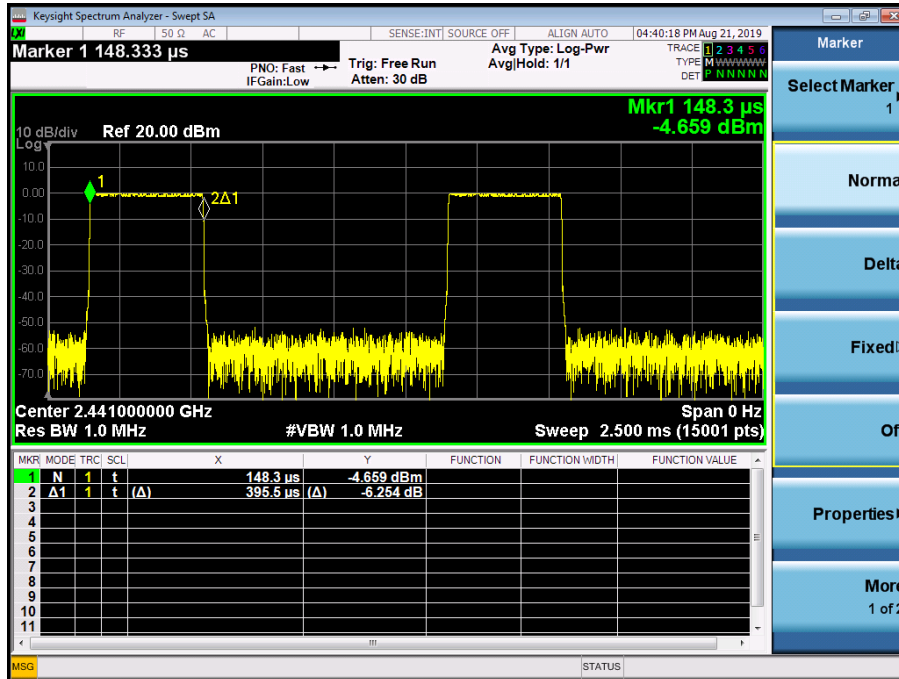 Keysight Spectrum Analyzer - Swept SA
LXI RF 50 Ω AC SENSE:INT SOURCE OFF ALIGN AUTO 04:40:18 PM Aug 21, 2019
Marker 1 148.333 µs
PNO: Fast
IFGain:Low
Trig: Free Run
Atten: 30 dB
Avg Type: Log-Pwr
Avg|Hold: 1/1
TRACE 1 2 3 4 5 6
TYPE M WWWWW
DET P N N N N N
Mkr1 148.3 µs
-4.659 dBm
10 dB/div Ref 20.00 dBm
Log
10.0
0.00
-10.0
-20.0
-30.0
-40.0
-50.0
-60.0
-70.0
1
2Δ1
Center 2.441000000 GHz Span 0 Hz
Res BW 1.0 MHz #VBW 1.0 MHz Sweep 2.500 ms (15001 pts)
MKR MODE TRC SCL X Y FUNCTION FUNCTION WIDTH FUNCTION VALUE
1 N 1 t 148.3 µs -4.659 dBm
2 Δ1 1 t (Δ) 395.5 µs (Δ) -6.254 dB
3
4
5
6
7
8
9
10
11
MSG STATUS
Marker
Select Marker
1
Norma
Delta
Fixed
Of
Properties
More
1 of 2